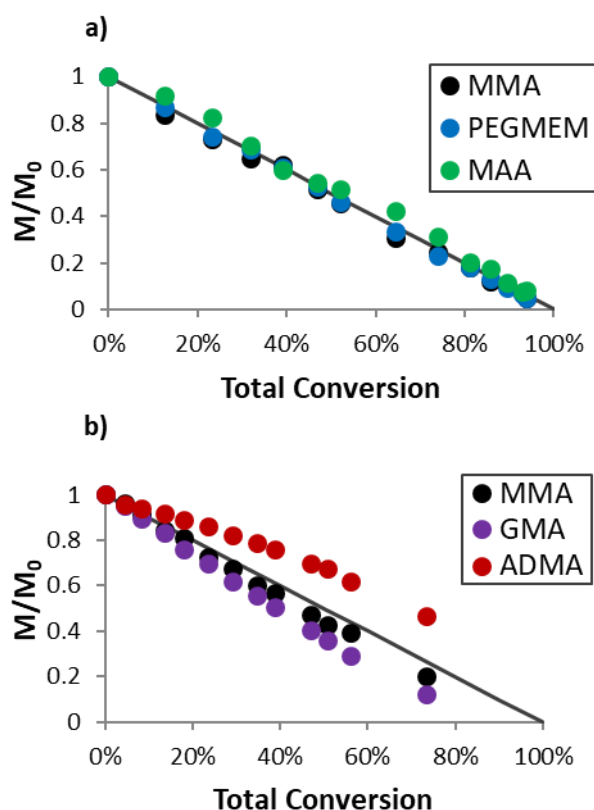 a)
M/M0
1
0.8
0.6
0.4
0.2
0
MMA
PEGMEM
MAA
0% 20% 40% 60% 80% 100%
Total Conversion
b)
M/M0
1
0.8
0.6
0.4
0.2
0
MMA
GMA
ADMA
0% 20% 40% 60% 80% 100%
Total Conversion